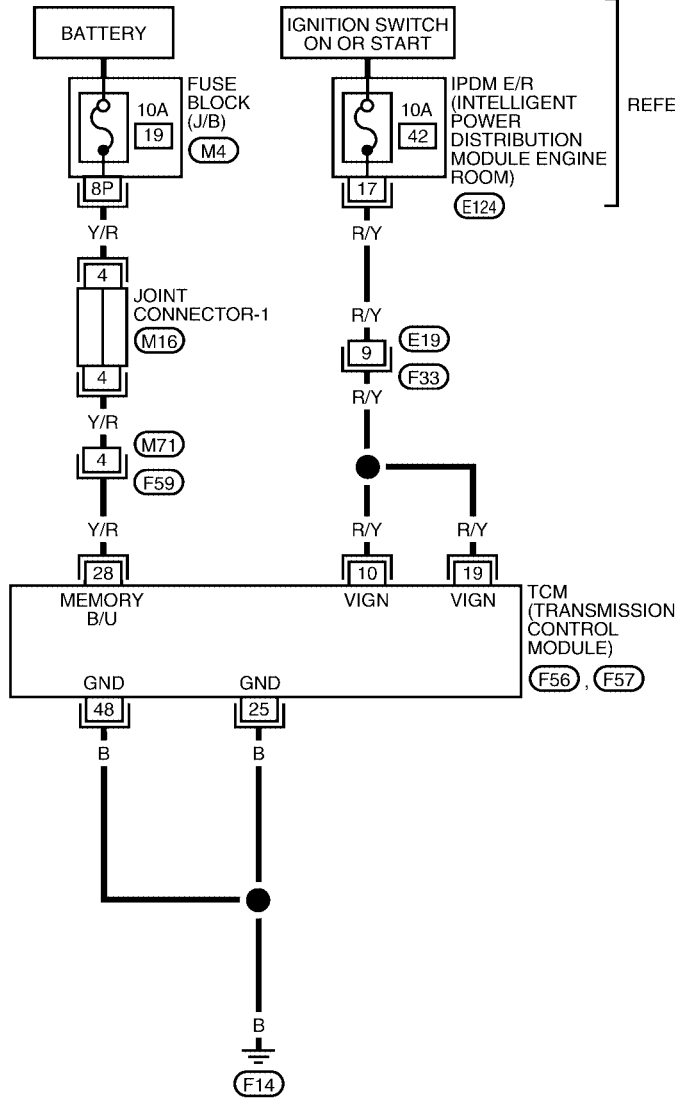 BATTERY
IGNITION SWITCH
ON OR START
FUSE
BLOCK
(J/B)
M4
10A
19
8P
IPDM E/R
(INTELLIGENT
POWER
DISTRIBUTION
MODULE ENGINE
ROOM)
E124
10A
42
17
REFE
Y/R
R/Y
4
JOINT
CONNECTOR-1
M16
4
R/Y
9
E19
F33
R/Y
Y/R
4
M71
F59
Y/R
R/Y
R/Y
28
10
19
MEMORY
B/U
VIGN
VIGN
TCM
(TRANSMISSION
CONTROL
MODULE)
F56 , F57
GND
GND
48
25
B
B
B
F14